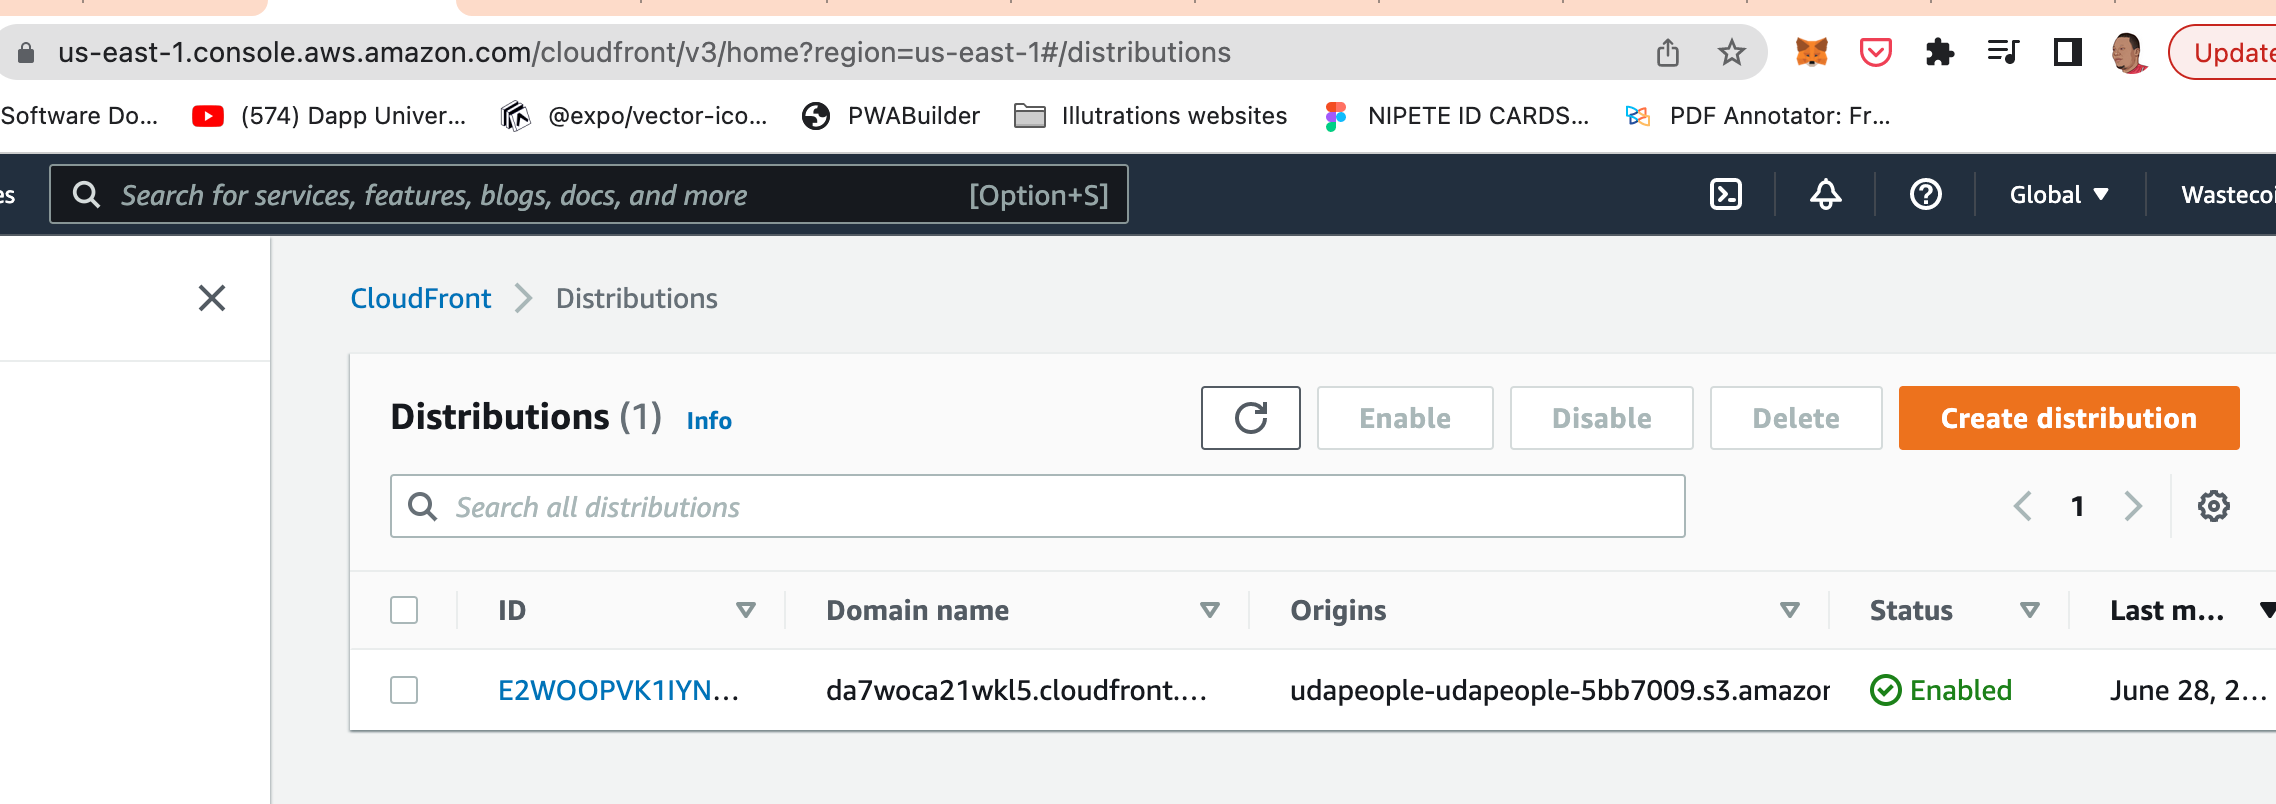 us-east-1.console.aws.amazon.com/cloudfront/v3/home?region=us-east-1#/distributions
Update
Software Do... (574) Dapp Univer... @expo/vector-ico... PWABuilder Illutrations websites NIPETE ID CARDS... PDF Annotator: Fr...
es Search for services, features, blogs, docs, and more [Option+S] Global Wastecoi
CloudFront Distributions
Distributions (1) Info Enable Disable Delete Create distribution
Search all distributions 1
ID Domain name Origins Status Last m...
E2WOOPVK1IYN... da7woca21wkl5.cloudfront.... udapeople-udapeople-5bb7009.s3.amazon Enabled June 28, 2...